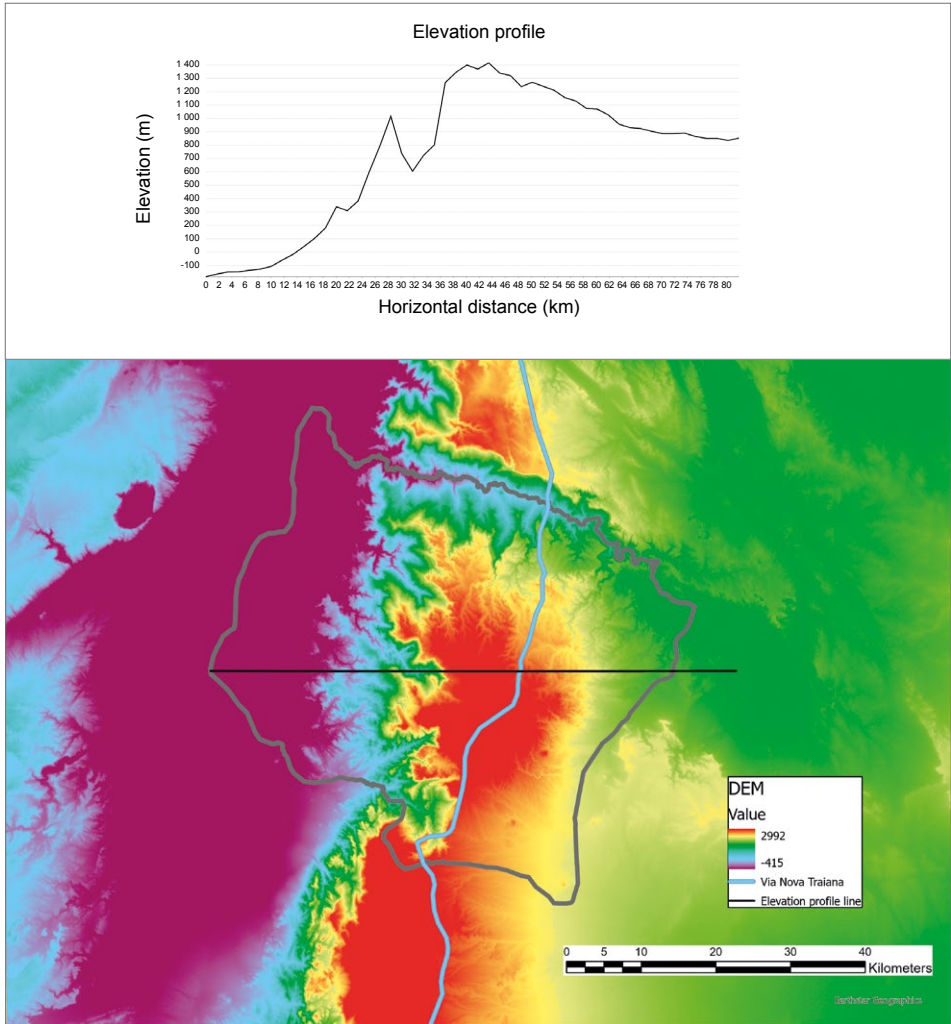 Elevation profile
1 400
1 300
1 200
1 100
1 000
900
800
700
600
500
400
300
200
100
0
-100
Elevation (m)
0 2 4 6 8 10 12 14 16 18 20 22 24 26 28 30 32 34 36 38 40 42 44 46 48 50 52 54 56 58 60 62 64 66 68 70 72 74 76 78 80
Horizontal distance (km)
DEM
Value
2992
-415
Via Nova Traiana
Elevation profile line
0 5 10 20 30 40
Kilometers
Earthstar Geographics